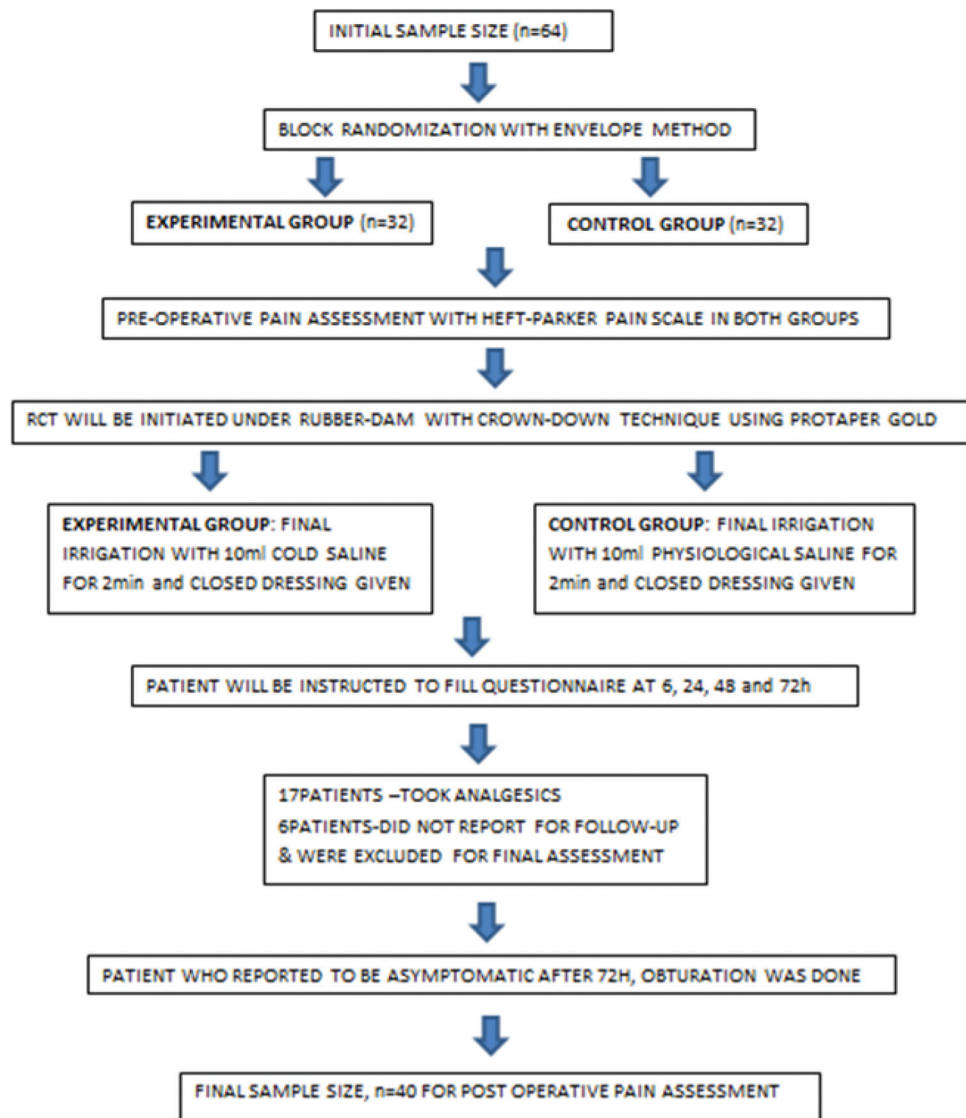 INITIAL SAMPLE SIZE (n=64)
BLOCK RANDOMIZATION WITH ENVELOPE METHOD
EXPERIMENTAL GROUP (n=32)
CONTROL GROUP (n=32)
PRE-OPERATIVE PAIN ASSESSMENT WITH HEFT-PARKER PAIN SCALE IN BOTH GROUPS
RCT WILL BE INITIATED UNDER RUBBER-DAM WITH CROWN-DOWN TECHNIQUE USING PROTAPER GOLD
EXPERIMENTAL GROUP: FINAL
IRRIGATION WITH 10ml COLD SALINE
FOR 2min and CLOSED DRESSING GIVEN
CONTROL GROUP: FINAL IRRIGATION
WITH 10ml PHYSIOLOGICAL SALINE FOR
2min and CLOSED DRESSING GIVEN
PATIENT WILL BE INSTRUCTED TO FILL QUESTIONNAIRE AT 6, 24, 48 and 72h
17PATIENTS –TOOK ANALGESICS
6PATIENTS-DID NOT REPORT FOR FOLLOW-UP
& WERE EXCLUDED FOR FINAL ASSESSMENT
PATIENT WHO REPORTED TO BE ASYMPTOMATIC AFTER 72H, OBTURATION WAS DONE
FINAL SAMPLE SIZE, n=40 FOR POST OPERATIVE PAIN ASSESSMENT